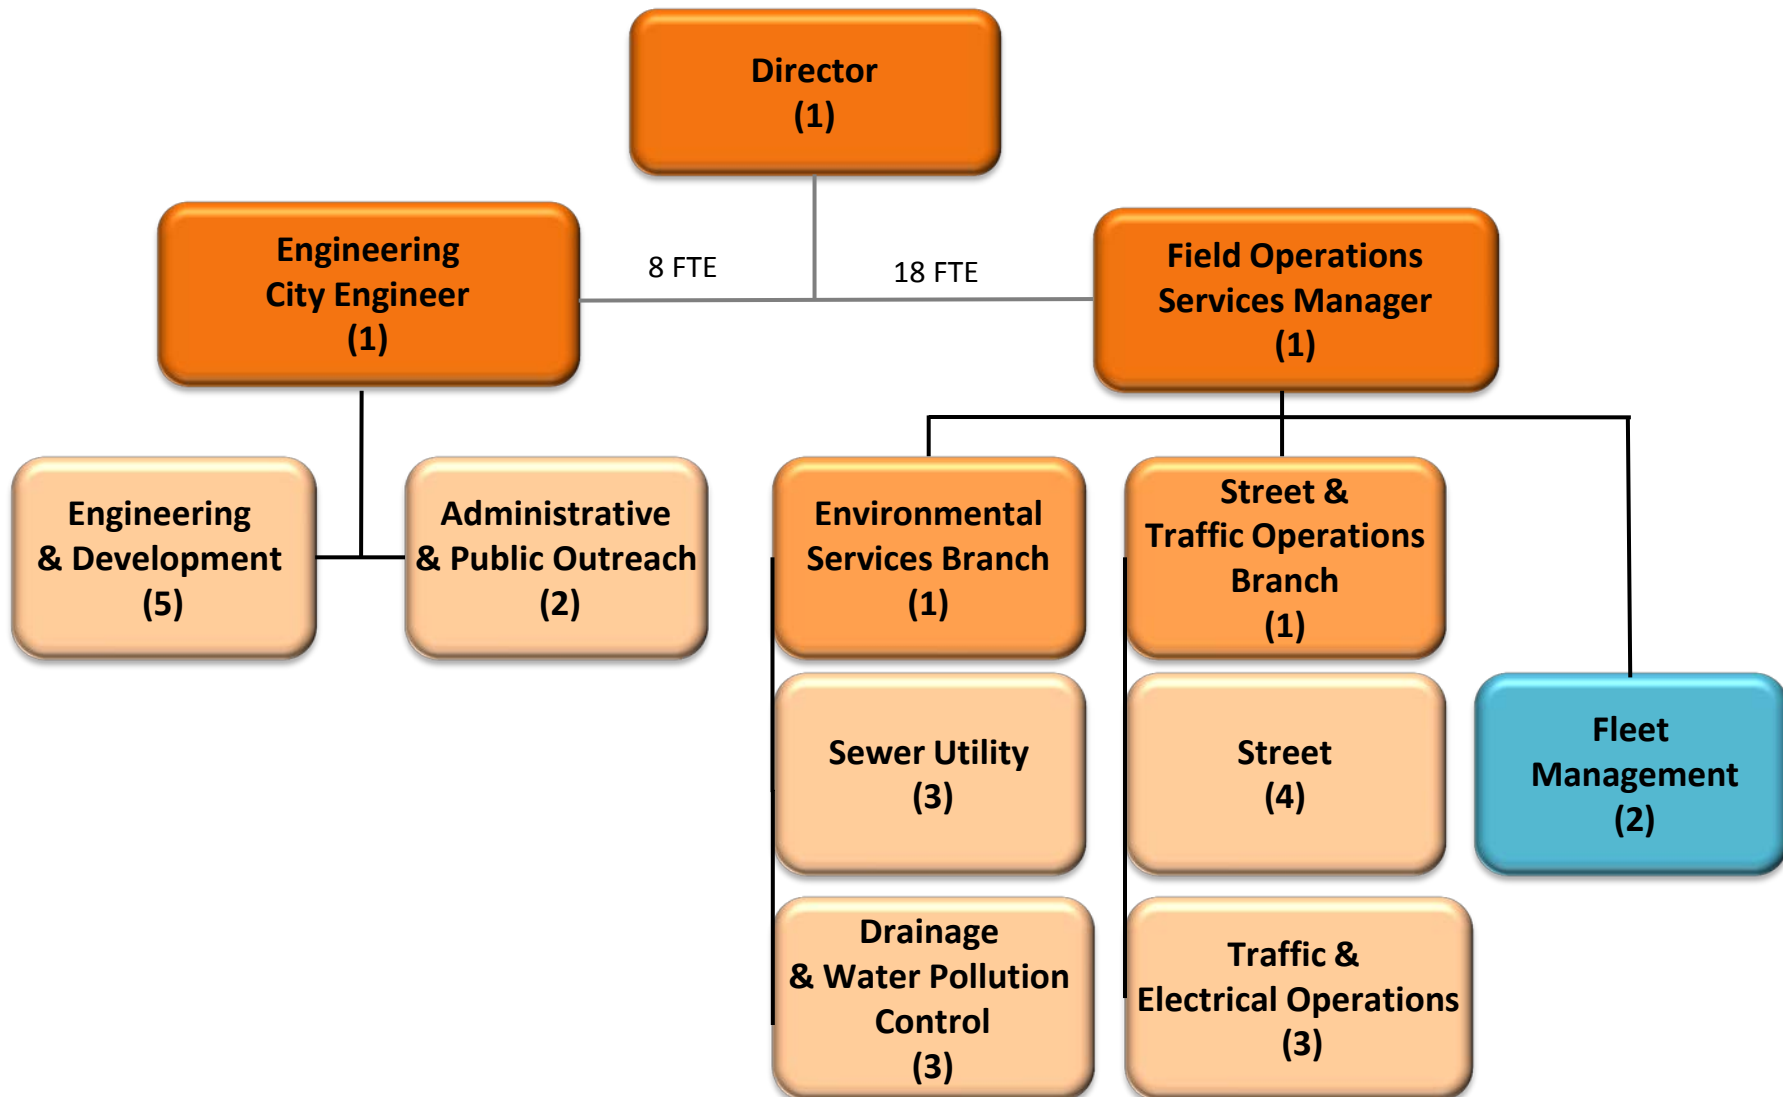 Director
(1)
Engineering
City Engineer
(1)
8 FTE
18 FTE
Field Operations
Services Manager
(1)
Engineering
& Development
(5)
Administrative
& Public Outreach
(2)
Environmental
Services Branch
(1)
Street &
Traffic Operations
Branch
(1)
Sewer Utility
(3)
Street
(4)
Fleet
Management
(2)
Drainage
& Water Pollution
Control
(3)
Traffic &
Electrical Operations
(3)